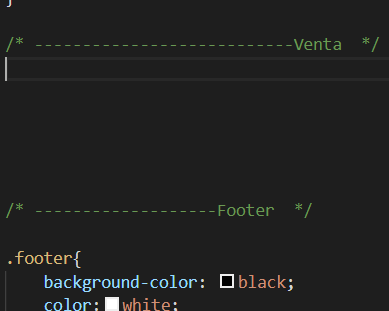 }
/* ---------------------------Venta  */
/* -------------------Footer  */
.footer{
background-color: black;
color: white;